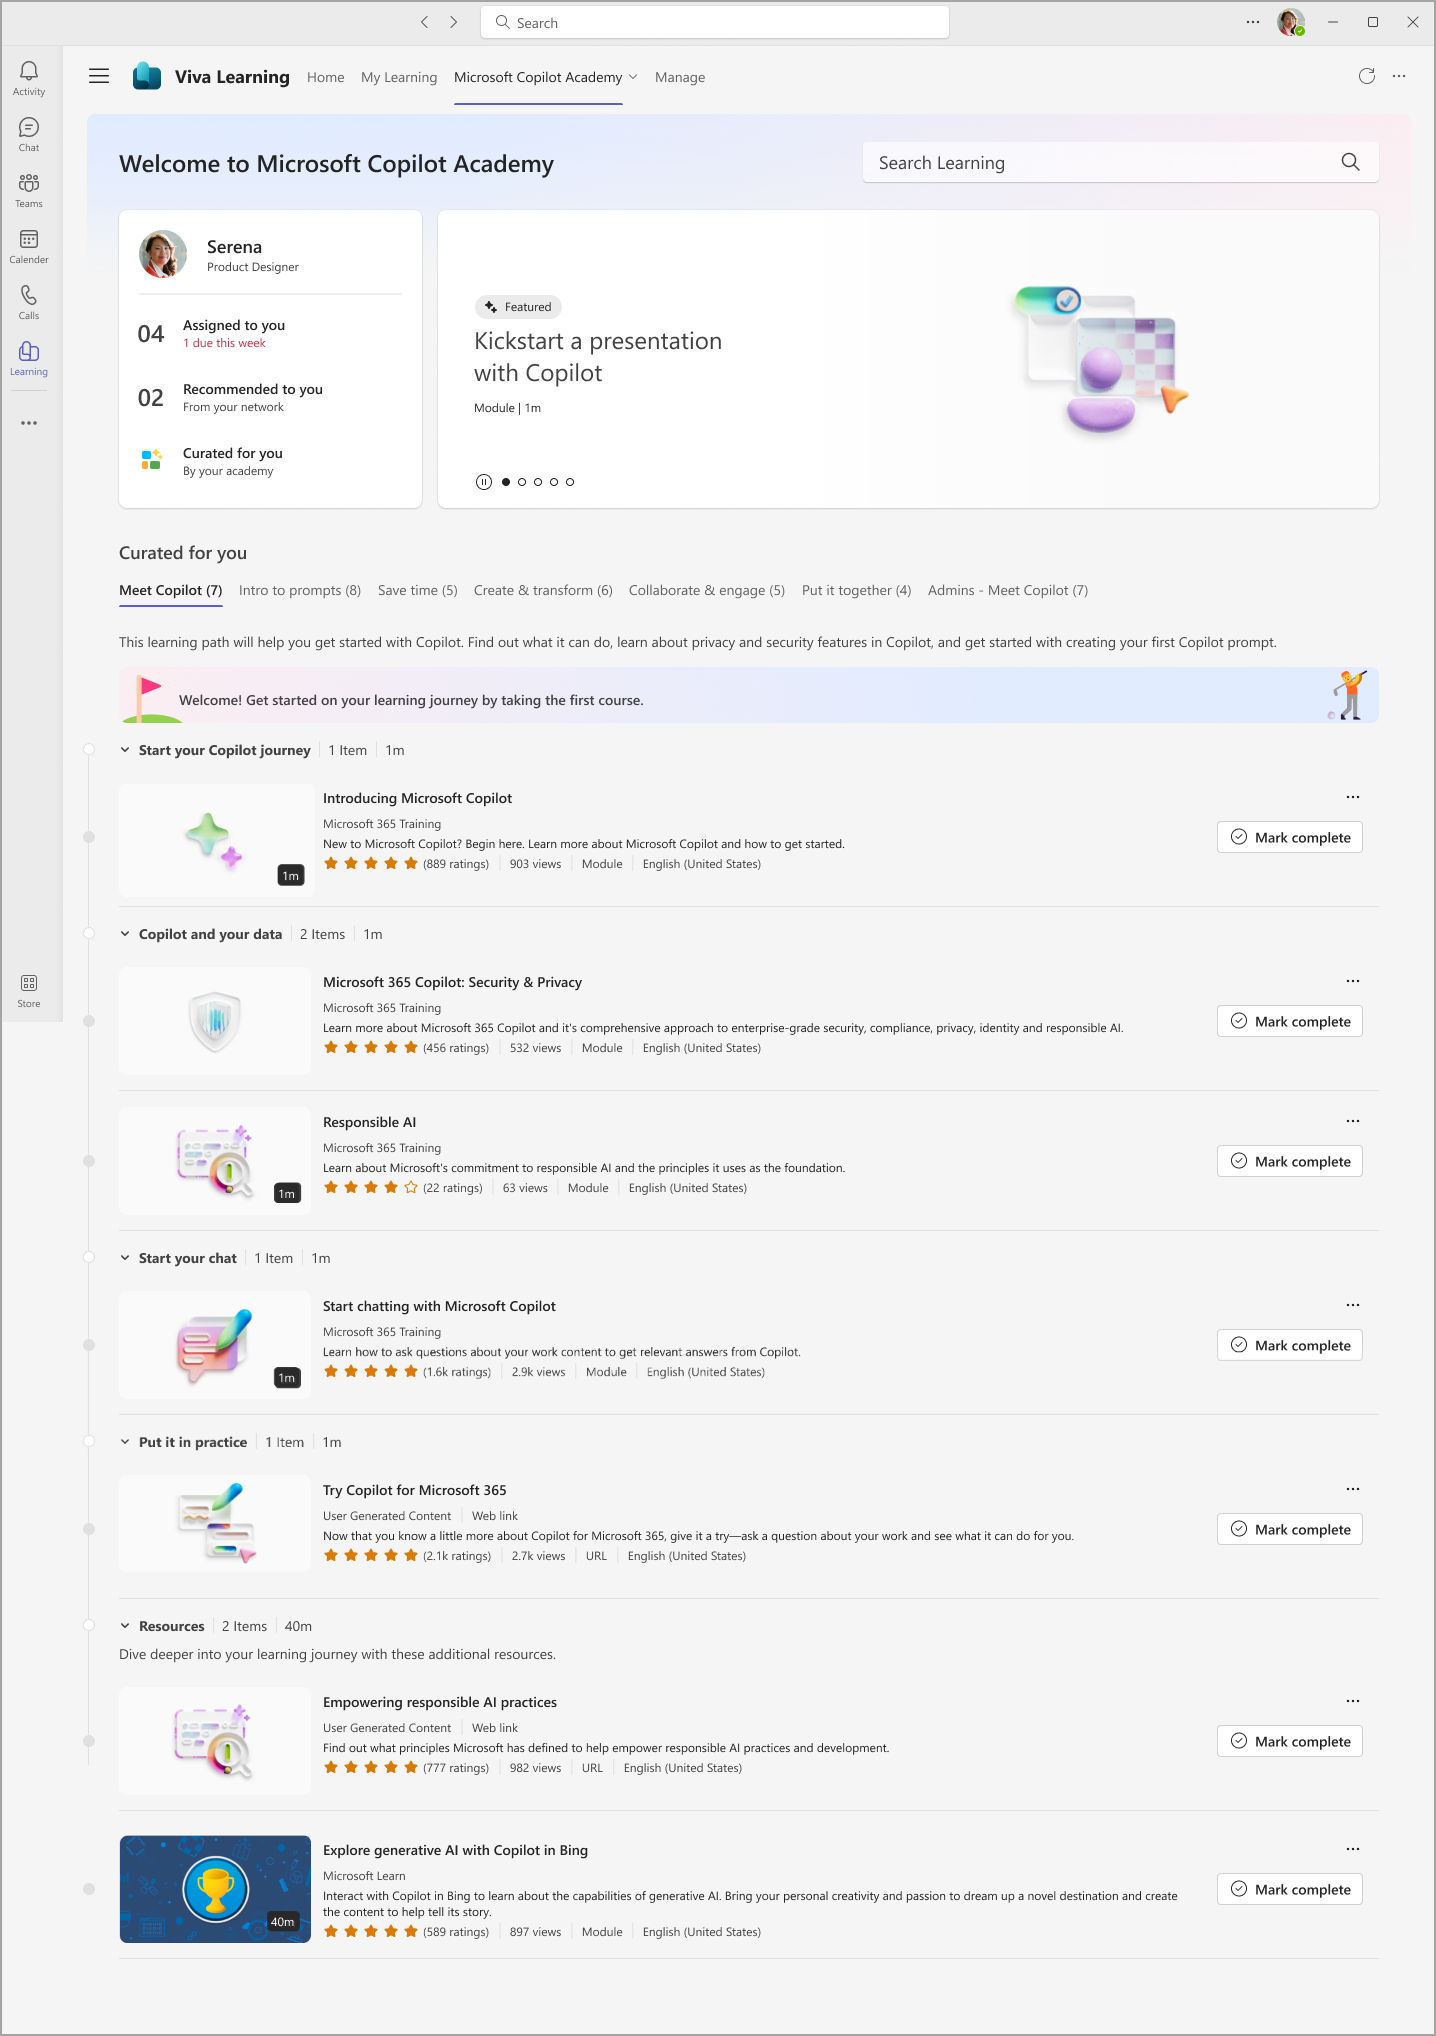 Search
Activity
Chat
Teams
Calender
Calls
Learning
Store
Viva Learning Home My Learning Microsoft Copilot Academy Manage
Welcome to Microsoft Copilot Academy
Search Learning
Serena
Product Designer
04 Assigned to you
1 due this week
02 Recommended to you
From your network
Curated for you
By your academy
Featured
Kickstart a presentation
with Copilot
Module | 1m
Curated for you
Meet Copilot (7) Intro to prompts (8) Save time (5) Create & transform (6) Collaborate & engage (5) Put it together (4) Admins - Meet Copilot (7)
This learning path will help you get started with Copilot. Find out what it can do, learn about privacy and security features in Copilot, and get started with creating your first Copilot prompt.
Welcome! Get started on your learning journey by taking the first course.
Start your Copilot journey 1 Item 1m
1m
Introducing Microsoft Copilot
Microsoft 365 Training
New to Microsoft Copilot? Begin here. Learn more about Microsoft Copilot and how to get started.
(889 ratings) 903 views Module English (United States)
Mark complete
Copilot and your data 2 Items 1m
Microsoft 365 Copilot: Security & Privacy
Microsoft 365 Training
Learn more about Microsoft 365 Copilot and it's comprehensive approach to enterprise-grade security, compliance, privacy, identity and responsible AI.
(456 ratings) 532 views Module English (United States)
Mark complete
1m
Responsible AI
Microsoft 365 Training
Learn about Microsoft's commitment to responsible AI and the principles it uses as the foundation.
(22 ratings) 63 views Module English (United States)
Mark complete
Start your chat 1 Item 1m
1m
Start chatting with Microsoft Copilot
Microsoft 365 Training
Learn how to ask questions about your work content to get relevant answers from Copilot.
(1.6k ratings) 2.9k views Module English (United States)
Mark complete
Put it in practice 1 Item 1m
Try Copilot for Microsoft 365
User Generated Content Web link
Now that you know a little more about Copilot for Microsoft 365, give it a try—ask a question about your work and see what it can do for you.
(2.1k ratings) 2.7k views URL English (United States)
Mark complete
Resources 2 Items 40m
Dive deeper into your learning journey with these additional resources.
Empowering responsible AI practices
User Generated Content Web link
Find out what principles Microsoft has defined to help empower responsible AI practices and development.
(777 ratings) 982 views URL English (United States)
Mark complete
40m
Explore generative AI with Copilot in Bing
Microsoft Learn
Interact with Copilot in Bing to learn about the capabilities of generative AI. Bring your personal creativity and passion to dream up a novel destination and create
the content to help tell its story.
(589 ratings) 897 views Module English (United States)
Mark complete